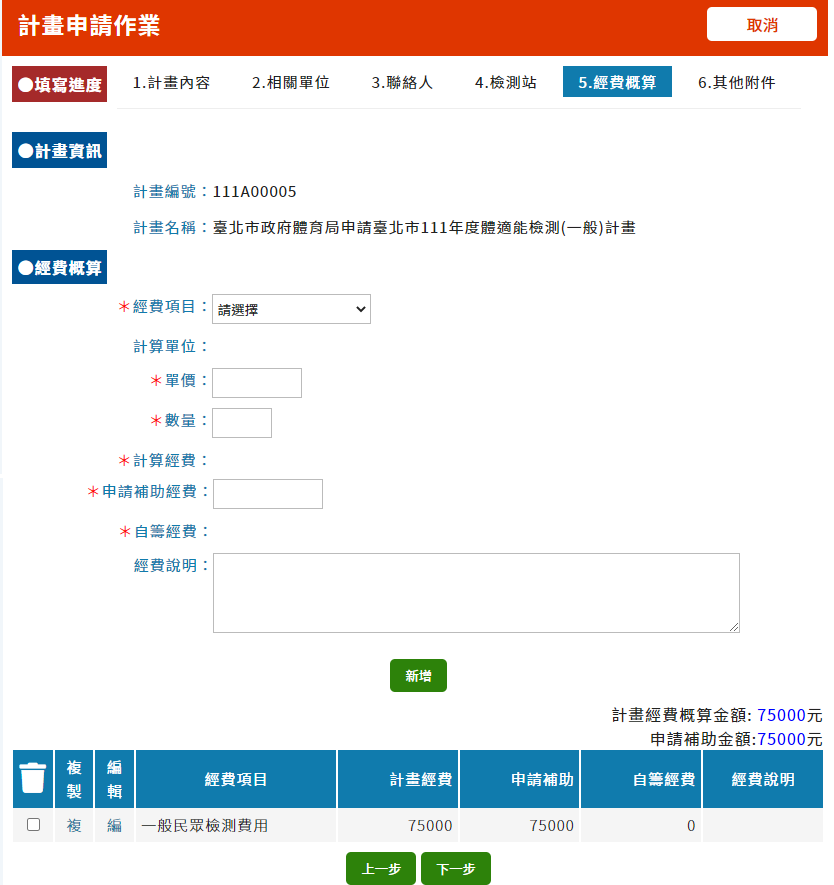 計畫申請作業
取消
●填寫進度
1.計畫內容 2.相關單位 3.聯絡人 4.檢測站 5.經費概算 6.其他附件
●計畫資訊
計畫編號：111A00005
計畫名稱：臺北市政府體育局申請臺北市111年度體適能檢測(一般)計畫
●經費概算
＊經費項目：請選擇
計算單位：
＊單價：
＊數量：
＊計算經費：
＊申請補助經費：
＊自籌經費：
經費說明：
新增
計畫經費概算金額: 75000元
申請補助金額:75000元
複製 編輯 經費項目 計畫經費 申請補助 自籌經費 經費說明
複 編 一般民眾檢測費用 75000 75000 0
上一步 下一步